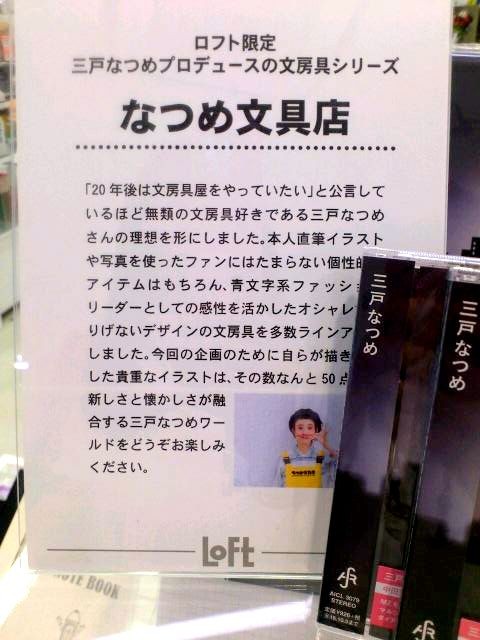 ロフト限定
三戸なつめプロデュースの文房具シリーズ
なつめ文具店
「20年後は文房具屋をやっていたい」と公言して
いるほど無類の文房具好きである三戸なつめ
さんの理想を形にしました。本人直筆イラスト
や写真を使ったファンにはたまらない個性的
アイテムはもちろん、青文字系ファッショ
リーダーとしての感性を活かしたオシャレ
りげないデザインの文房具を多数ラインア
しました。今回の企画のために自らが描き
した貴重なイラストは、その数なんと50点
新しさと懐かしさが融
合する三戸なつめワー
ルドをどうぞお楽しみ
ください。
LoFt
NOTE BOOK
三戸なつめ
AICL 3079
STEREO
三戸
三戸なつめ